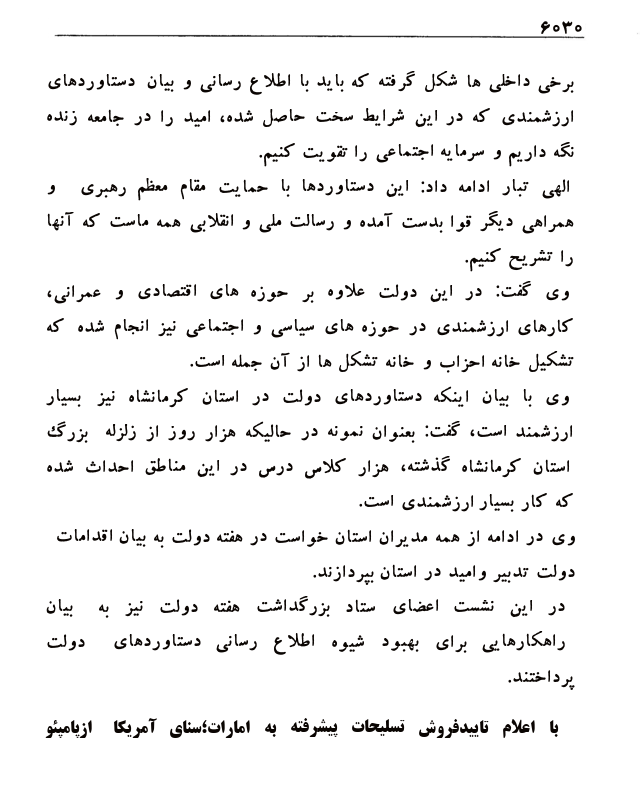 ۶۰۳۰
برخی داخلی ها شکل گرفته که باید با اطلاع رسانی و بیان دستاوردهای
ارزشمندی که در این شرایط سخت حاصل شده، امید را در جامعه زنده
نگه داریم و سرمایه اجتماعی را تقویت کنیم.
الهی تبار ادامه داد: این دستاوردها با حمایت مقام معظم رهبری و
همراهی دیگر قوا بدست آمده و رسالت ملی و انقلابی همه ماست که آنها
را تشریح کنیم.
وی گفت: در این دولت علاوه بر حوزه های اقتصادی و عمرانی،
کارهای ارزشمندی در حوزه های سیاسی و اجتماعی نیز انجام شده که
تشکیل خانه احزاب و خانه تشکل ها از آن جمله است.
وی با بیان اینکه دستاوردهای دولت در استان کرمانشاه نیز بسیار
ارزشمند است، گفت: بعنوان نمونه در حالیکه هزار روز از زلزله بزرگ
استان کرمانشاه گذشته، هزار کلاس درس در این مناطق احداث شده
که کار بسیار ارزشمندی است.
وی در ادامه از همه مدیران استان خواست در هفته دولت به بیان اقدامات
دولت تدبیر وامید در استان بپردازند.
در این نشست اعضای ستاد بزرگداشت هفته دولت نیز به بیان
راهکارهایی برای بهبود شیوه اطلاع رسانی دستاوردهای دولت
پرداختند.
با اعلام تاییدفروش تسلیحات پیشرفته به امارات؛سنای آمریکا ازپامپئو